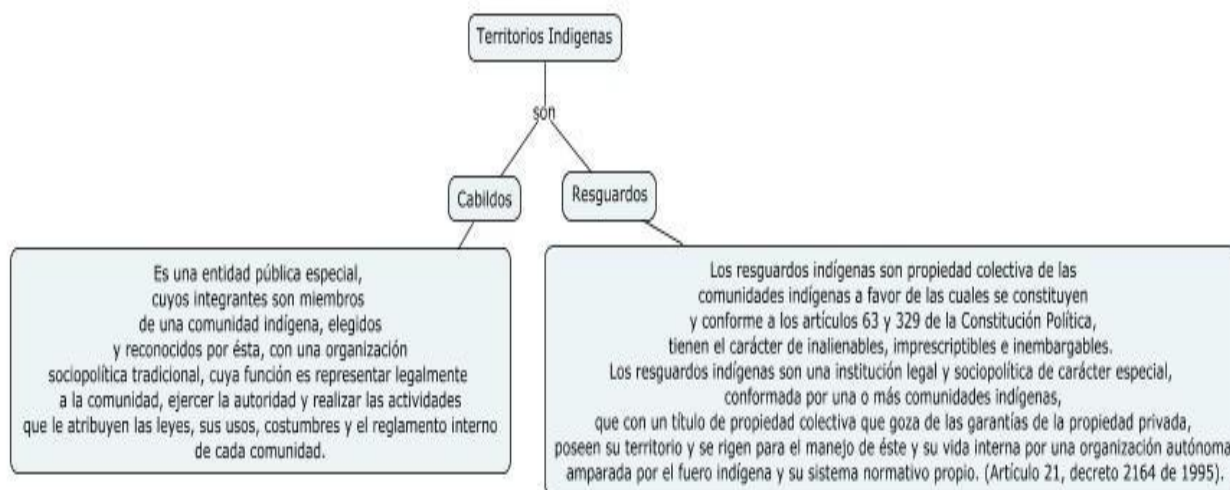 Territorios Indigenas
son
Cabildos
Resguardos
Es una entidad pública especial,
cuyos integrantes son miembros
de una comunidad indígena, elegidos
y reconocidos por ésta, con una organización
sociopolítica tradicional, cuya función es representar legalmente
a la comunidad, ejercer la autoridad y realizar las actividades
que le atribuyen las leyes, sus usos, costumbres y el reglamento interno
de cada comunidad.
Los resguardos indígenas son propiedad colectiva de las
comunidades indígenas a favor de las cuales se constituyen
y conforme a los artículos 63 y 329 de la Constitución Política,
tienen el carácter de inalienables, imprescriptibles e inembargables.
Los resguardos indígenas son una institución legal y sociopolítica de carácter especial,
conformada por una o más comunidades indígenas,
que con un título de propiedad colectiva que goza de las garantías de la propiedad privada,
poseen su territorio y se rigen para el manejo de éste y su vida interna por una organización autónoma
amparada por el fuero indígena y su sistema normativo propio. (Artículo 21, decreto 2164 de 1995).